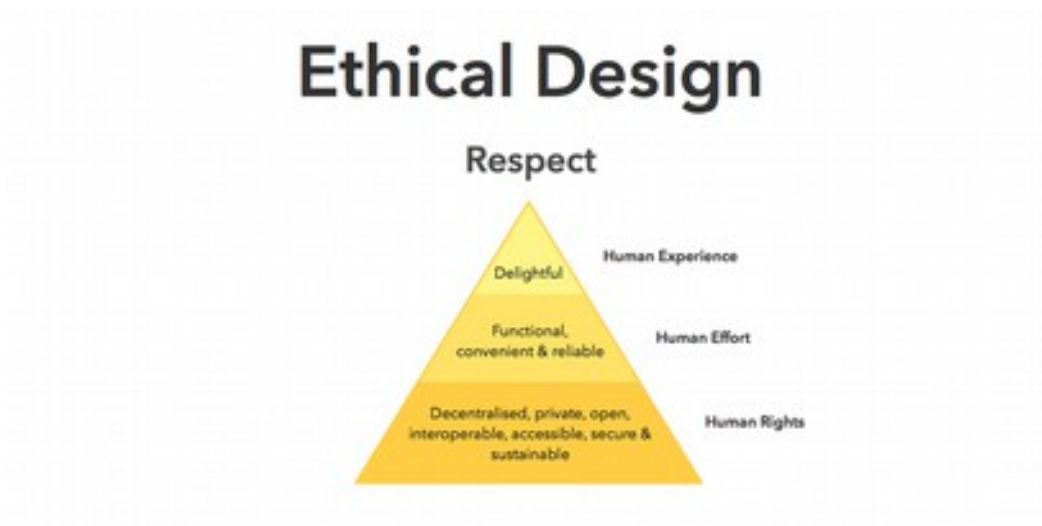 Ethical Design
Respect
Delightful
Human Experience
Functional,
convenient & reliable
Human Effort
Decentralised, private, open,
interoperable, accessible, secure &
sustainable
Human Rights